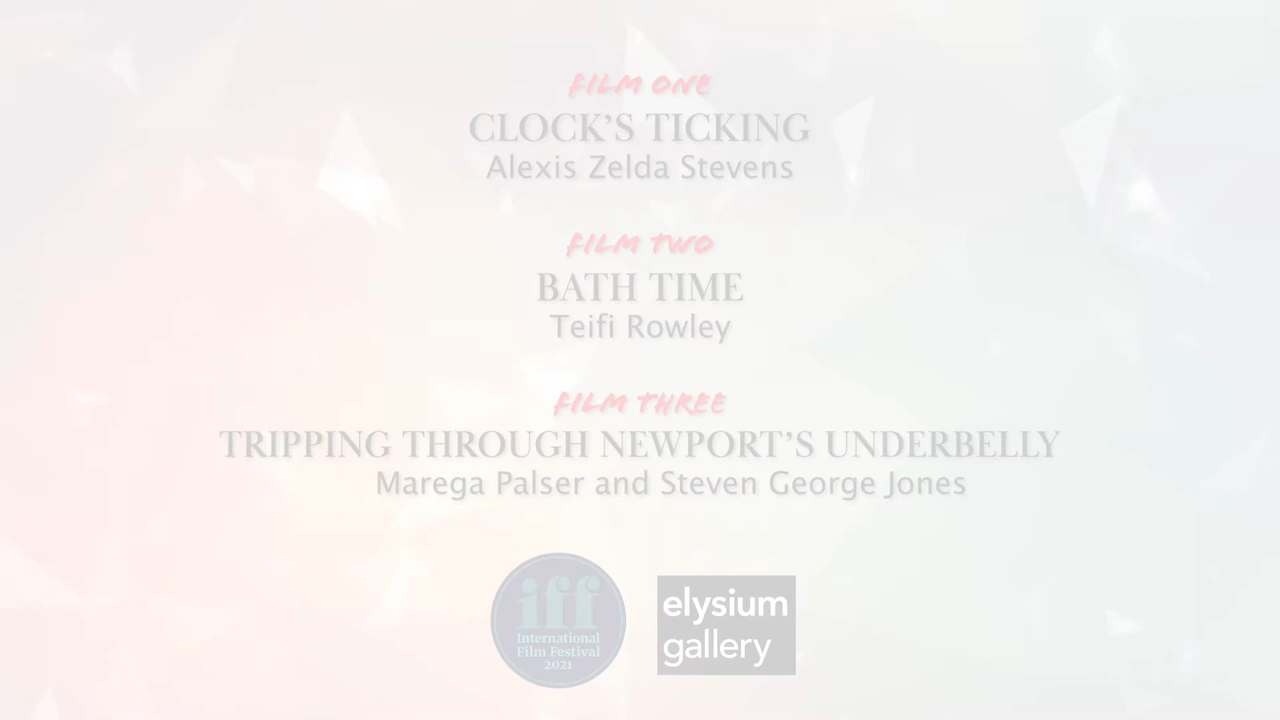 FILM ONE
CLOCK’S TICKING
Alexis Zelda Stevens
FILM TWO
BATH TIME
Teifi Rowley
FILM THREE
TRIPPING THROUGH NEWPORT’S UNDERBELLY
Marega Palser and Steven George Jones
iff
International
Film Festival
2021
elysium
gallery